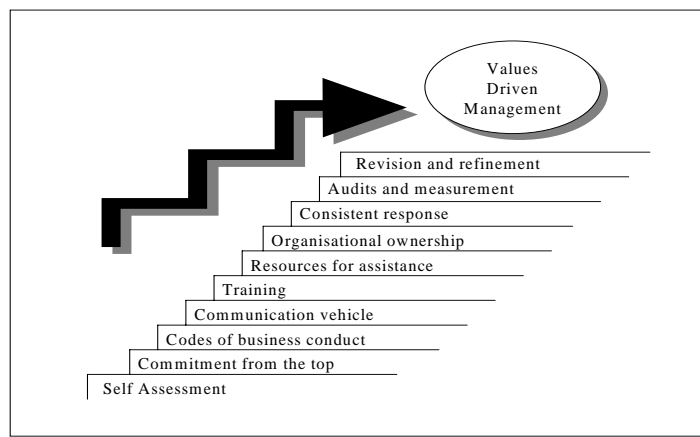 Values
Driven
Management
Revision and refinement
Audits and measurement
Consistent response
Organisational ownership
Resources for assistance
Training
Communication vehicle
Codes of business conduct
Commitment from the top
Self Assessment